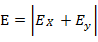 E = |E_X + E_y|